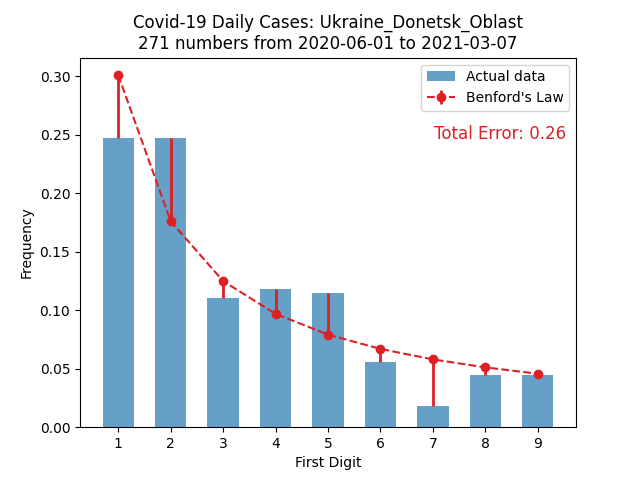 Covid-19 Daily Cases: Ukraine_Donetsk_Oblast
271 numbers from 2020-06-01 to 2021-03-07
Actual data
Benford's Law
Total Error: 0.26
Frequency
0.30
0.25
0.20
0.15
0.10
0.05
0.00
1 2 3 4 5 6 7 8 9
First Digit